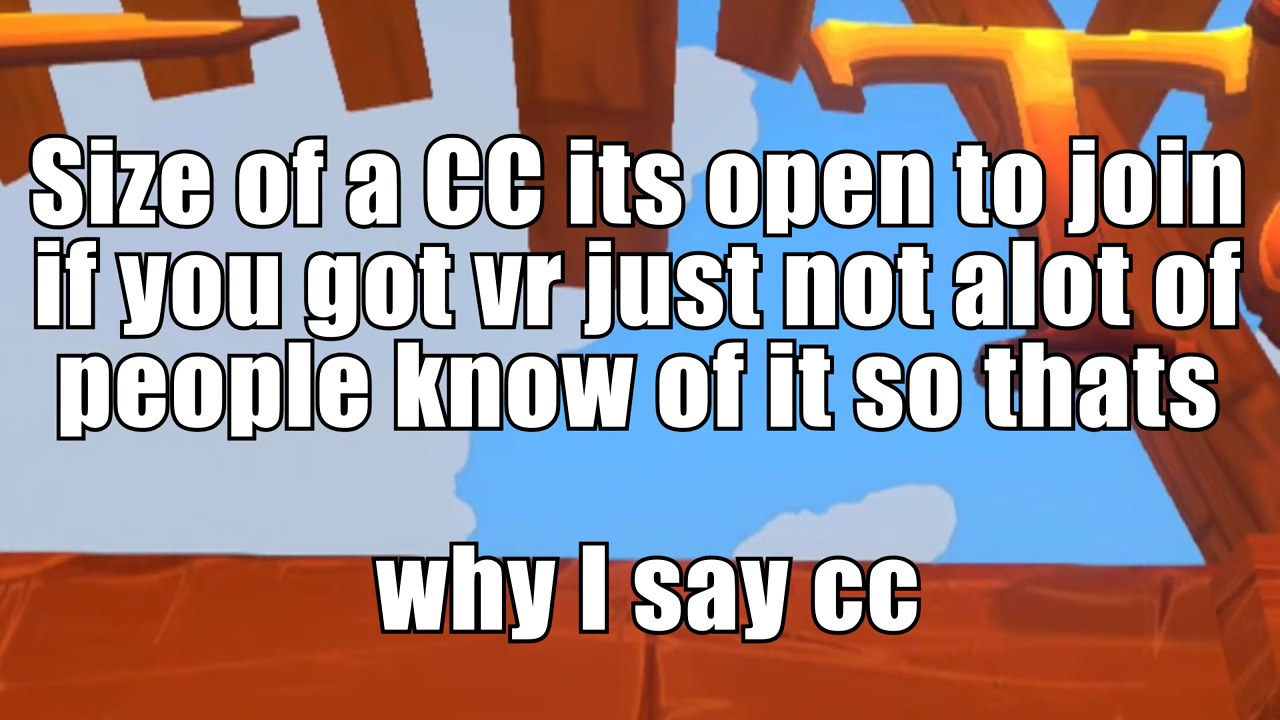 Size of a CC its open to join
if you got vr just not alot of
people know of it so thats
why I say cc